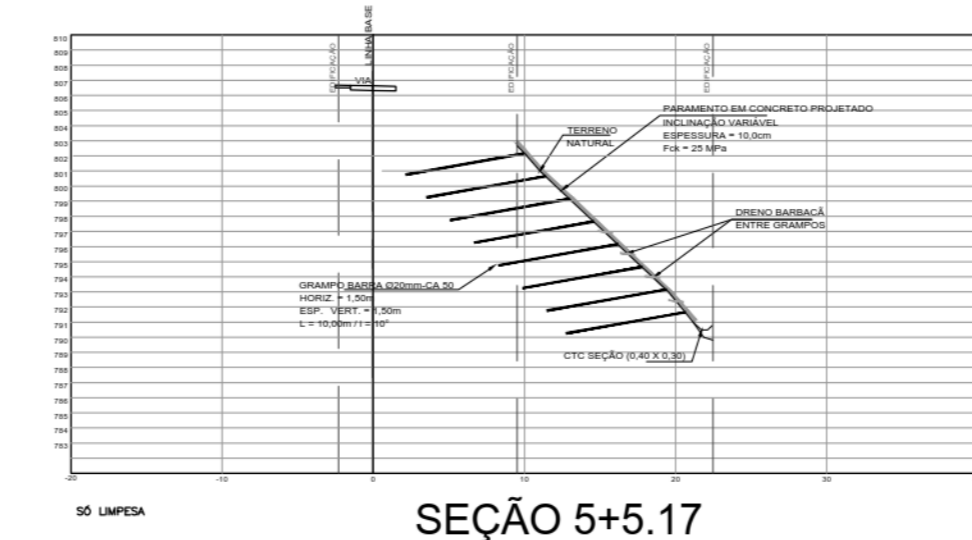 LINHA BASE
EDIFICAÇÃO
EDIFICAÇÃO
EDIFICAÇÃO
VIA
810
809
808
807
806
805
804
803
802
801
800
799
798
797
796
795
794
793
792
791
790
789
788
787
786
785
784
783
TERRENO
NATURAL
PARAMENTO EM CONCRETO PROJETADO
INCLINAÇÃO VARIÁVEL
ESPESSURA = 10,0cm
Fck = 25 MPa
DRENO BARBACÃ
ENTRE GRAMPOS
GRAMPO BARRA Ø20mm-CA 50
HORIZ. = 1,50m
ESP. VERT. = 1,50m
L = 10,00m / I = 10°
CTC SEÇÃO (0,40 X 0,30)
-20 -10 0 10 20 30
SÓ LIMPESA
SEÇÃO 5+5.17